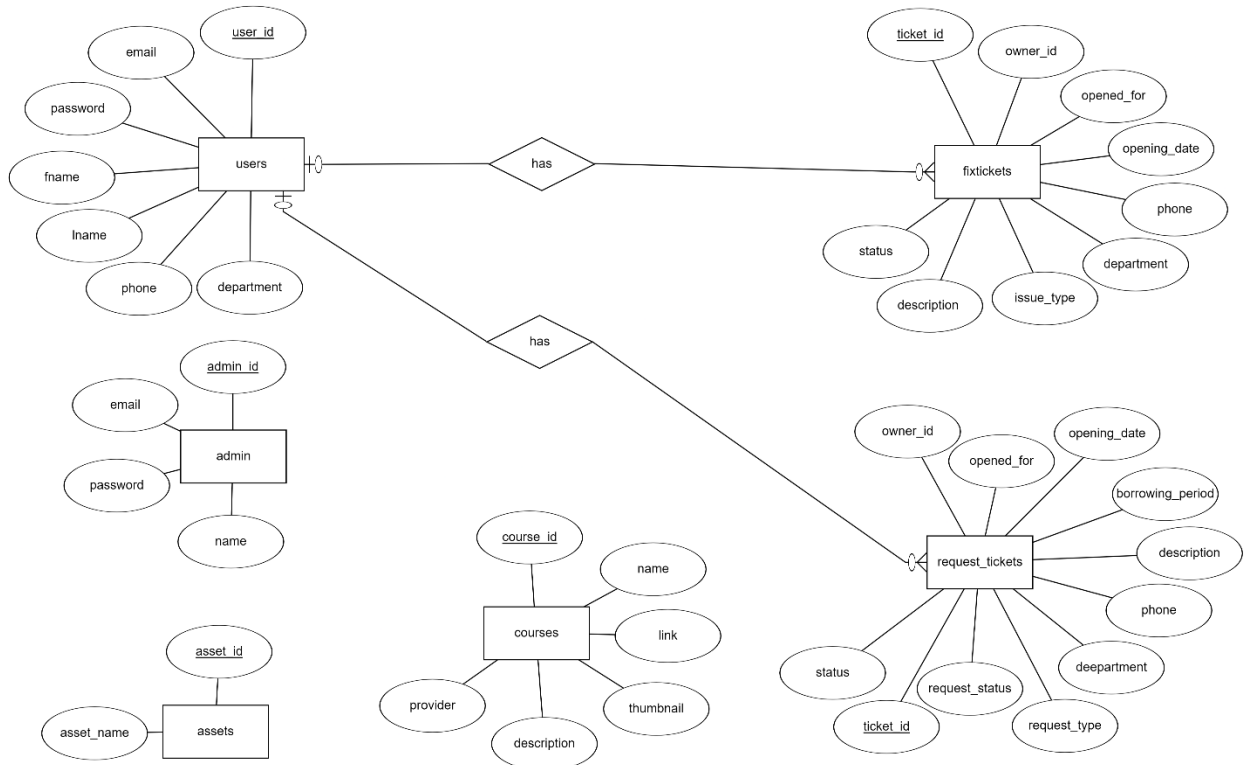 user_id
email
password
users
fname
lname
phone
department
has
ticket_id
owner_id
opened_for
opening_date
fixtickets
phone
status
department
description
issue_type
has
admin_id
email
admin
password
name
owner_id
opening_date
opened_for
borrowing_period
request_tickets
description
phone
status
deepartment
request_status
ticket_id
request_type
course_id
name
courses
link
provider
thumbnail
description
asset_id
asset_name
assets